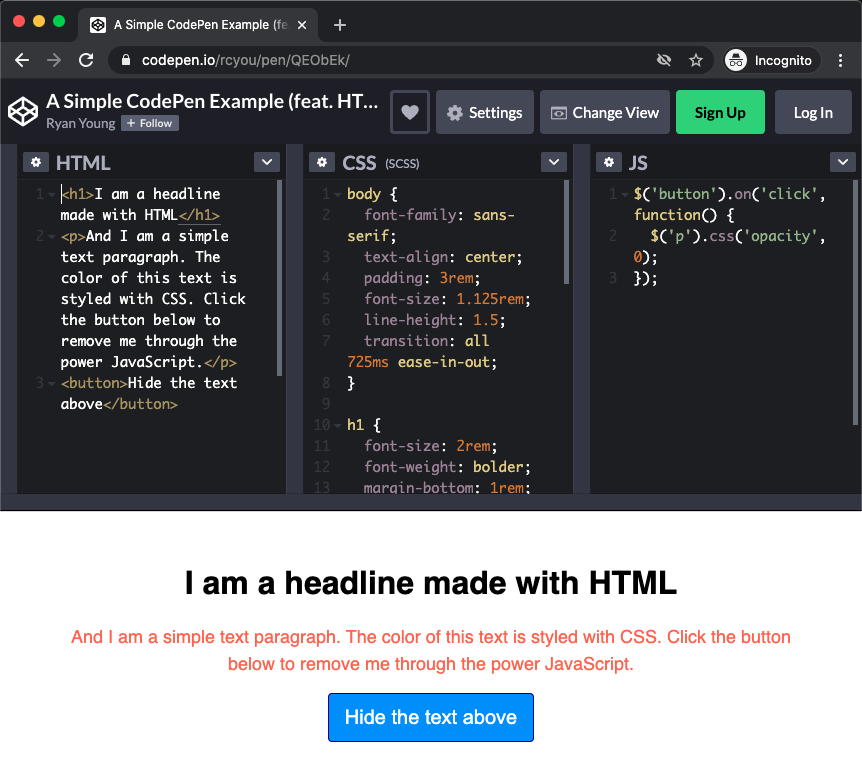 A Simple CodePen Example (fe
codepen.io/rcyou/pen/QEObEk/
Incognito
A Simple CodePen Example (feat. HT...
Ryan Young
+ Follow
Settings
Change View
Sign Up
Log In
HTML
1 <h1>I am a headline
made with HTML</h1>
2 <p>And I am a simple
text paragraph. The
color of this text is
styled with CSS. Click
the button below to
remove me through the
power JavaScript.</p>
3 <button>Hide the text
above</button>
CSS (SCSS)
1 body {
2 font-family: sans-
serif;
3 text-align: center;
4 padding: 3rem;
5 font-size: 1.125rem;
6 line-height: 1.5;
7 transition: all
725ms ease-in-out;
8 }
9
10 h1 {
11 font-size: 2rem;
12 font-weight: bolder;
13 margin-bottom: 1rem;
JS
1 $('button').on('click',
function() {
2 $('p').css('opacity',
0);
3 });
I am a headline made with HTML
And I am a simple text paragraph. The color of this text is styled with CSS. Click the button
below to remove me through the power JavaScript.
Hide the text above